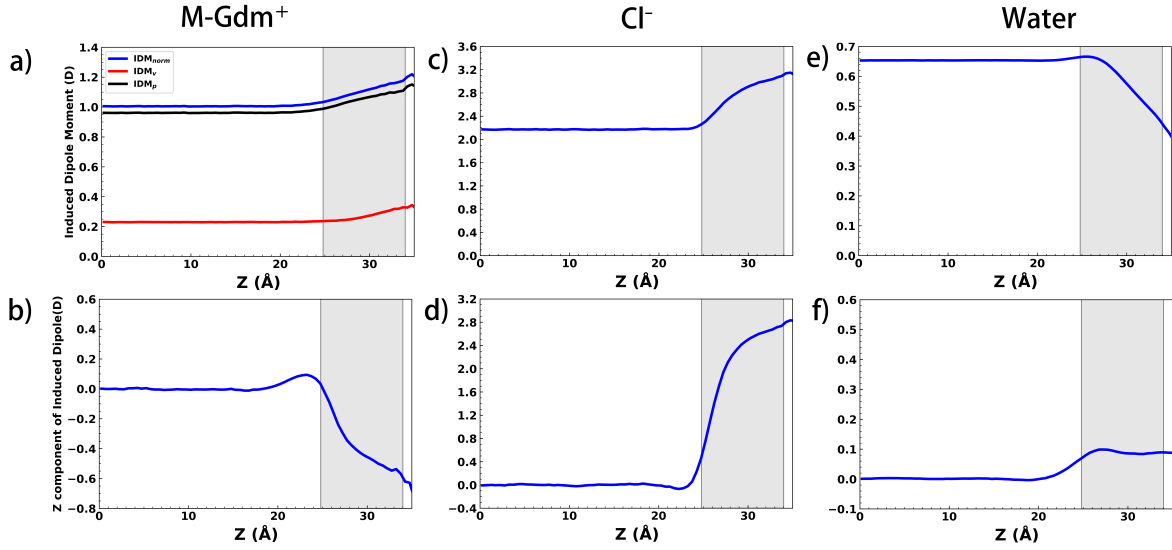 M-Gdm⁺
Cl⁻
Water
a)
Induced Dipole Moment (D)
1.4
1.2
1.0
0.8
0.6
0.4
0.2
0.0
IDM_norm
IDM_v
IDM_p
0 10 20 30
Z (Å)
c)
3.6
3.2
2.8
2.4
2.0
1.6
1.2
0.8
0.4
0.0
0 10 20 30
Z (Å)
e)
0.7
0.6
0.5
0.4
0.3
0.2
0.1
0.0
0 10 20 30
Z (Å)
b)
Z component of Induced Dipole(D)
0.6
0.4
0.2
0.0
−0.2
−0.4
−0.6
−0.8
0 10 20 30
Z (Å)
d)
3.2
2.8
2.4
2.0
1.6
1.2
0.8
0.4
0.0
−0.4
0 10 20 30
Z (Å)
f)
0.6
0.5
0.4
0.3
0.2
0.1
0.0
−0.1
0 10 20 30
Z (Å)